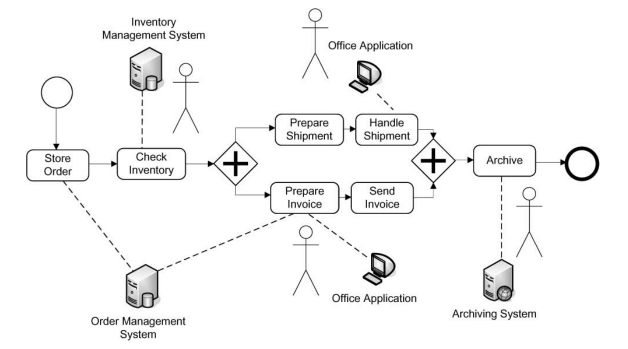 Inventory
Management System
Office Application
Prepare
Shipment
Handle
Shipment
Store
Order
Check
Inventory
Archive
Prepare
Invoice
Send
Invoice
Office Application
Order Management
System
Archiving System